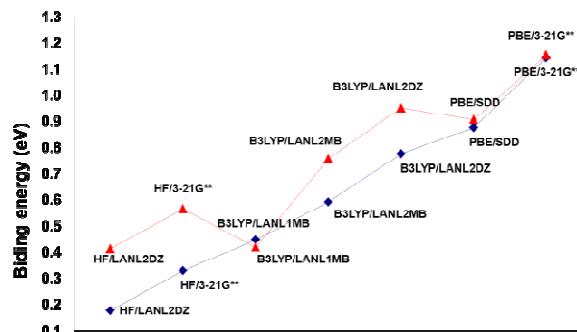 1.3
1.2
1.1
1.0
0.9
0.8
0.7
0.6
0.5
0.4
0.3
0.2
0.1
Biding energy (eV)
PBE/3-21G**
PBE/3-21G**
B3LYP/LANL2DZ
PBE/SDD
PBE/SDD
B3LYP/LANL2MB
B3LYP/LANL2DZ
HF/3-21G**
B3LYP/LANL1MB
B3LYP/LANL2MB
HF/LANL2DZ
B3LYP/LANL1MB
HF/3-21G**
HF/LANL2DZ